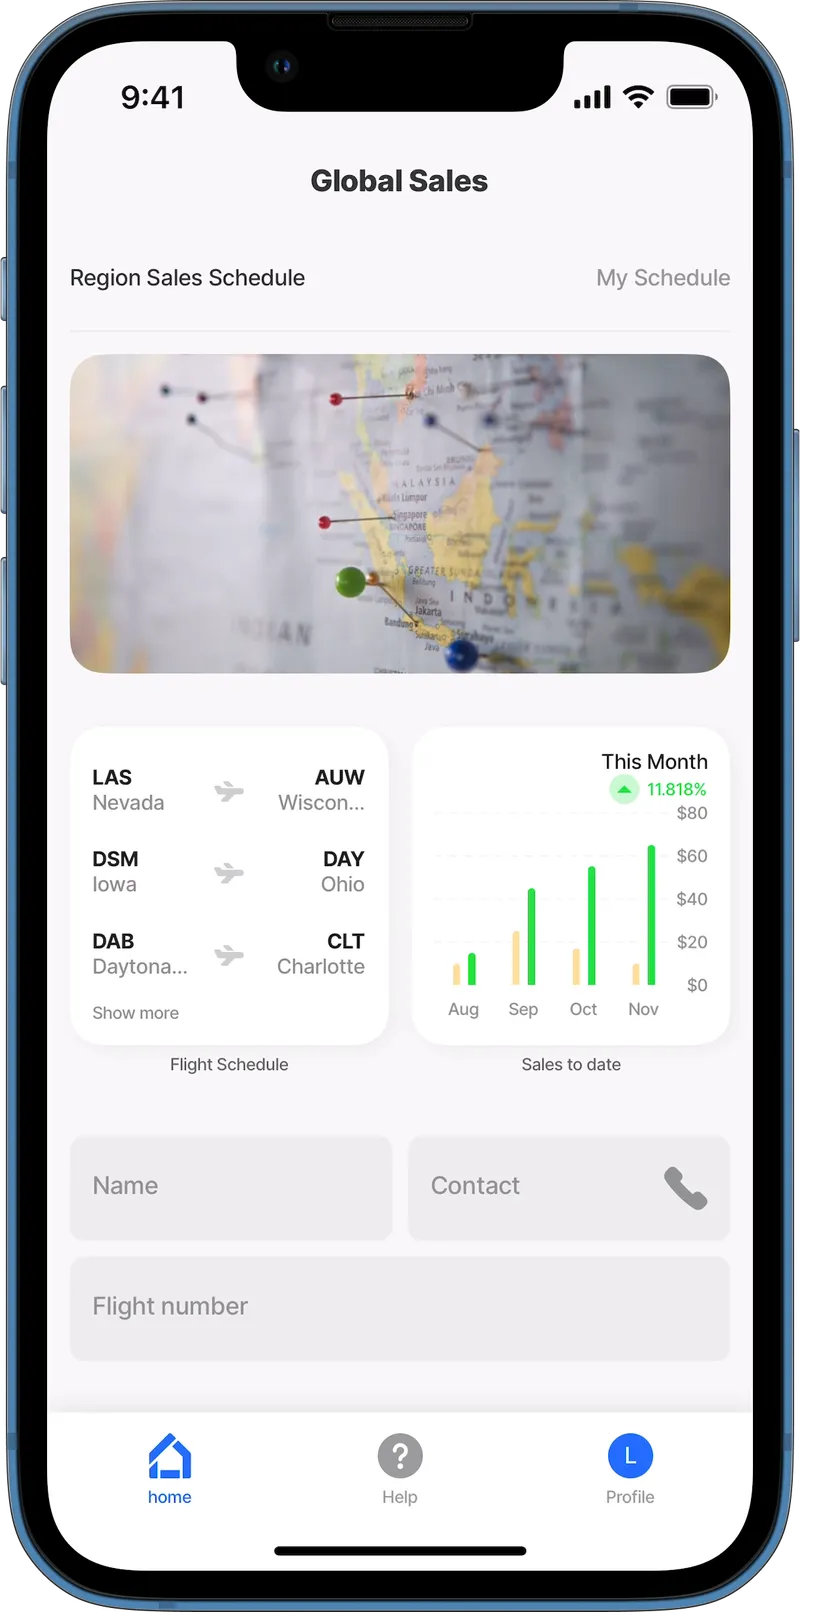 9:41
Global Sales
Region Sales Schedule
My Schedule
MALAYSIA
Kuala Lumpur
Singapore
SINGAPORE
GREATER SUNDA
INDONESIA
Java Sea
Jakarta
Bandung
Surabaya
Java
INDIAN
LAS
AUW
Nevada
Wiscon...
DSM
DAY
Iowa
Ohio
DAB
CLT
Daytona...
Charlotte
Show more
Flight Schedule
This Month
11.818%
$80
$60
$40
$20
$0
Aug Sep Oct Nov
Sales to date
Name
Contact
Flight number
?
L
home
Help
Profile